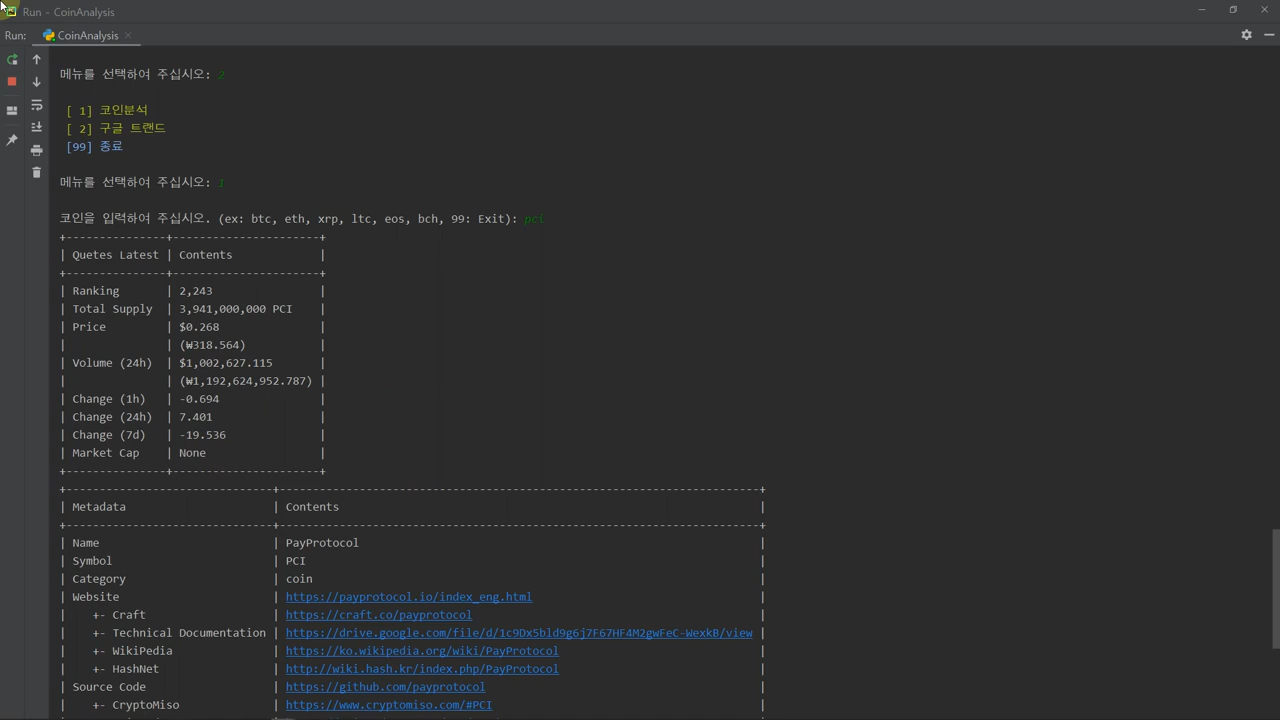 Run - CoinAnalysis
Run: CoinAnalysis
메뉴를 선택하여 주십시오: 2
[ 1] 코인분석
[ 2] 구글 트랜드
[99] 종료
메뉴를 선택하여 주십시오: 1
코인을 입력하여 주십시오. (ex: btc, eth, xrp, ltc, eos, bch, 99: Exit): pci
+---------------+----------------------+
| Quetes Latest | Contents             |
+---------------+----------------------+
| Ranking       | 2,243                |
| Total Supply  | 3,941,000,000 PCI    |
| Price         | $0.268               |
|               | (₩318.564)           |
| Volume (24h)  | $1,002,627.115       |
|               | (₩1,192,624,952.787) |
| Change (1h)   | -0.694               |
| Change (24h)  | 7.401                |
| Change (7d)   | -19.536              |
| Market Cap    | None                 |
+---------------+----------------------+
+-------------------------------+-----------------------------------------------------------------------+
| Metadata                      | Contents                                                              |
+-------------------------------+-----------------------------------------------------------------------+
| Name                          | PayProtocol                                                           |
| Symbol                        | PCI                                                                   |
| Category                      | coin                                                                  |
| Website                       | https://payprotocol.io/index_eng.html                                 |
|    +- Craft                   | https://craft.co/payprotocol                                          |
|    +- Technical Documentation | https://drive.google.com/file/d/1c9Dx5bld9g6j7F67HF4M2gwFeC-WexkB/view |
|    +- WikiPedia               | https://ko.wikipedia.org/wiki/PayProtocol                             |
|    +- HashNet                 | http://wiki.hash.kr/index.php/PayProtocol                             |
| Source Code                   | https://github.com/payprotocol                                        |
|    +- CryptoMiso              | https://www.cryptomiso.com/#PCI                                       |